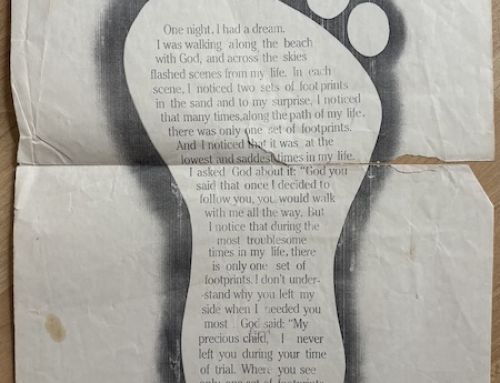 One night, I had a dream.
I was walking along the beach
with God, and across the skies
flashed scenes from my life. In each
scene, I noticed two sets of footprints
in the sand and to my surprise, I noticed
that many times, along the path of my life,
there was only one set of footprints.
And I noticed that it was at the
lowest and saddest times in my life.
I asked God about it: "God you
said that once I decided to
follow you, you would walk
with me all the way. But
I notice that during the
most troublesome
times in my life, there
is only one set of
footprints. I don't under-
-stand why you left my
side when I needed you
most. God said: "My
precious child," I never
left you during your time
of trial. Where you see
only one set of footprints